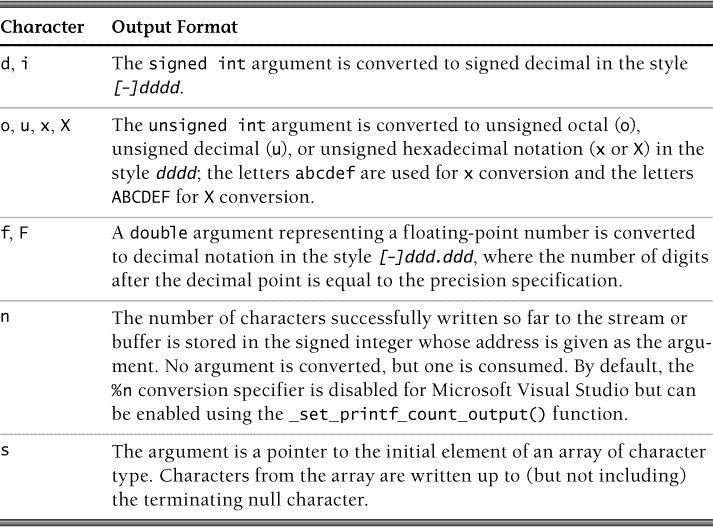 Character Output Format
d, i The signed int argument is converted to signed decimal in the style
[-]dddd.
o, u, x, X The unsigned int argument is converted to unsigned octal (o),
unsigned decimal (u), or unsigned hexadecimal notation (x or X) in the
style dddd; the letters abcdef are used for x conversion and the letters
ABCDEF for X conversion.
f, F A double argument representing a floating-point number is converted
to decimal notation in the style [-]ddd.ddd, where the number of digits
after the decimal point is equal to the precision specification.
n The number of characters successfully written so far to the stream or
buffer is stored in the signed integer whose address is given as the argu-
ment. No argument is converted, but one is consumed. By default, the
%n conversion specifier is disabled for Microsoft Visual Studio but can
be enabled using the _set_printf_count_output() function.
s The argument is a pointer to the initial element of an array of character
type. Characters from the array are written up to (but not including)
the terminating null character.